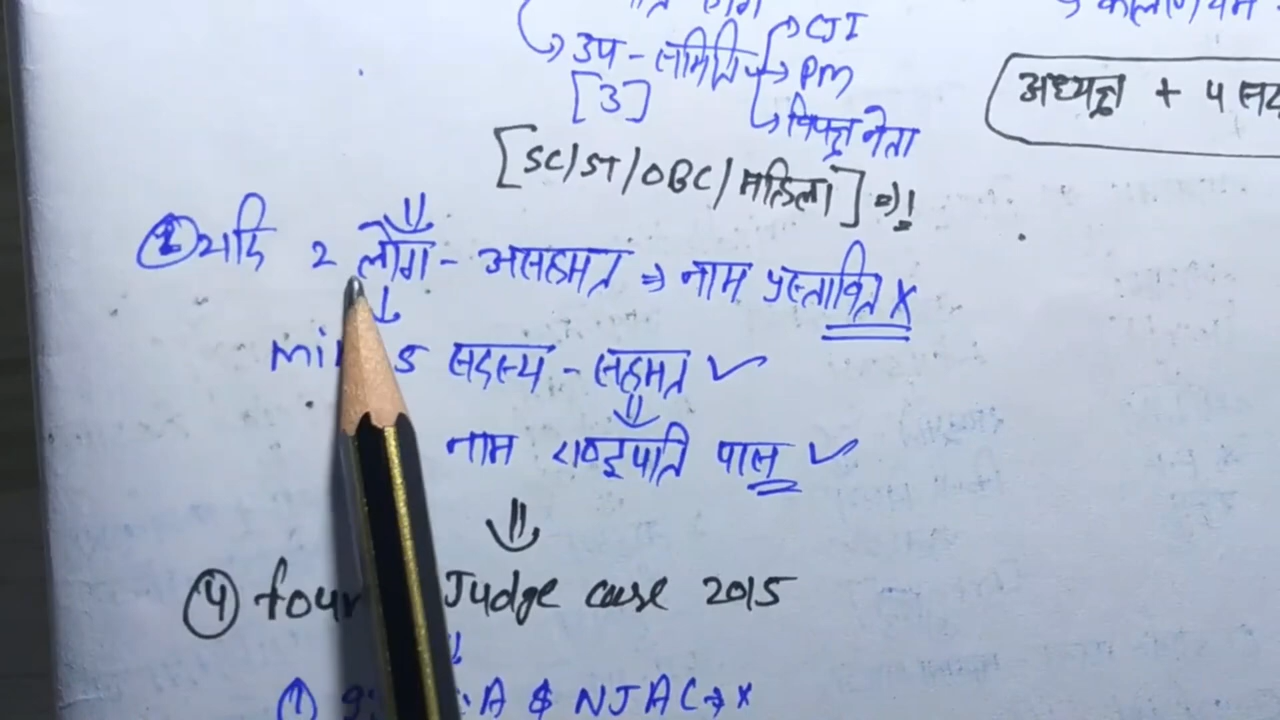 → CJI
↳ उप-समिति → PM
[3] ↳ विपक्ष नेता
अध्यक्ष + 4 सद
[SC/ST/OBC/महिला] ⇒!
② यदि 2 लोग - असहमत ⇒ नाम प्रस्तावित X
↓
5 सदस्य - सहमत ✓
नाम राष्ट्रपति पास ✓
⇓
④ four Judge case 2015
① A & NJAC → X